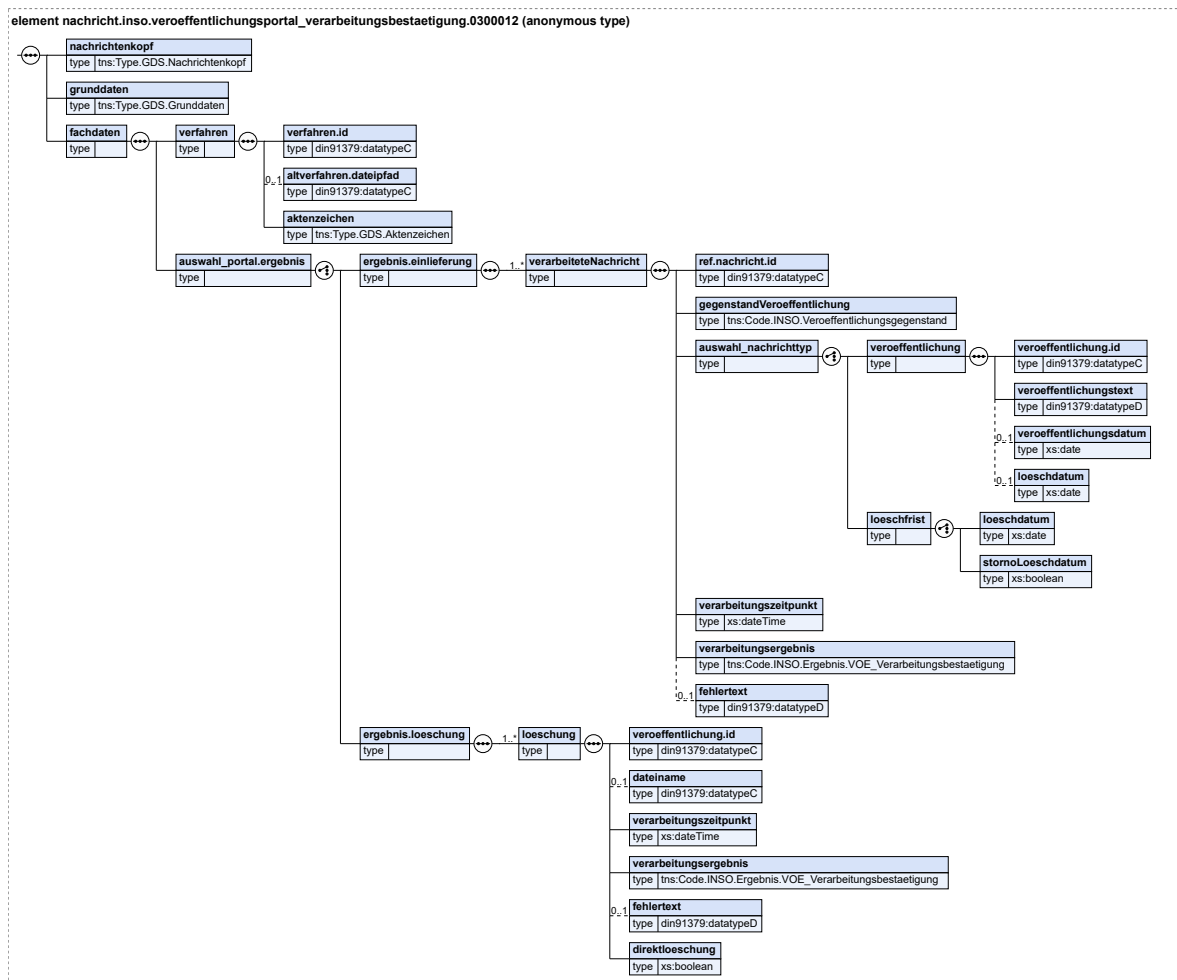 element nachricht.inso.veroeffentlichungsportal_verarbeitungsbestaetigung.0300012 (anonymous type)
nachrichtenkopf
type tns:Type.GDS.Nachrichtenkopf
grunddaten
type tns:Type.GDS.Grunddaten
fachdaten
type
verfahren
type
verfahren.id
type din91379:datatypeC
0..1
altverfahren.dateipfad
type din91379:datatypeC
aktenzeichen
type tns:Type.GDS.Aktenzeichen
auswahl_portal.ergebnis
type
ergebnis.einlieferung
type
1..*
verarbeiteteNachricht
type
ref.nachricht.id
type din91379:datatypeC
gegenstandVeroeffentlichung
type tns:Code.INSO.Veroeffentlichungsgegenstand
auswahl_nachrichttyp
type
veroeffentlichung
type
veroeffentlichung.id
type din91379:datatypeC
veroeffentlichungstext
type din91379:datatypeD
0..1
veroeffentlichungsdatum
type xs:date
0..1
loeschdatum
type xs:date
loeschfrist
type
loeschdatum
type xs:date
stornoLoeschdatum
type xs:boolean
verarbeitungszeitpunkt
type xs:dateTime
verarbeitungsergebnis
type tns:Code.INSO.Ergebnis.VOE_Verarbeitungsbestaetigung
0..1
fehlertext
type din91379:datatypeD
ergebnis.loeschung
type
1..*
loeschung
type
veroeffentlichung.id
type din91379:datatypeC
0..1
dateiname
type din91379:datatypeC
verarbeitungszeitpunkt
type xs:dateTime
verarbeitungsergebnis
type tns:Code.INSO.Ergebnis.VOE_Verarbeitungsbestaetigung
0..1
fehlertext
type din91379:datatypeD
direktloeschung
type xs:boolean